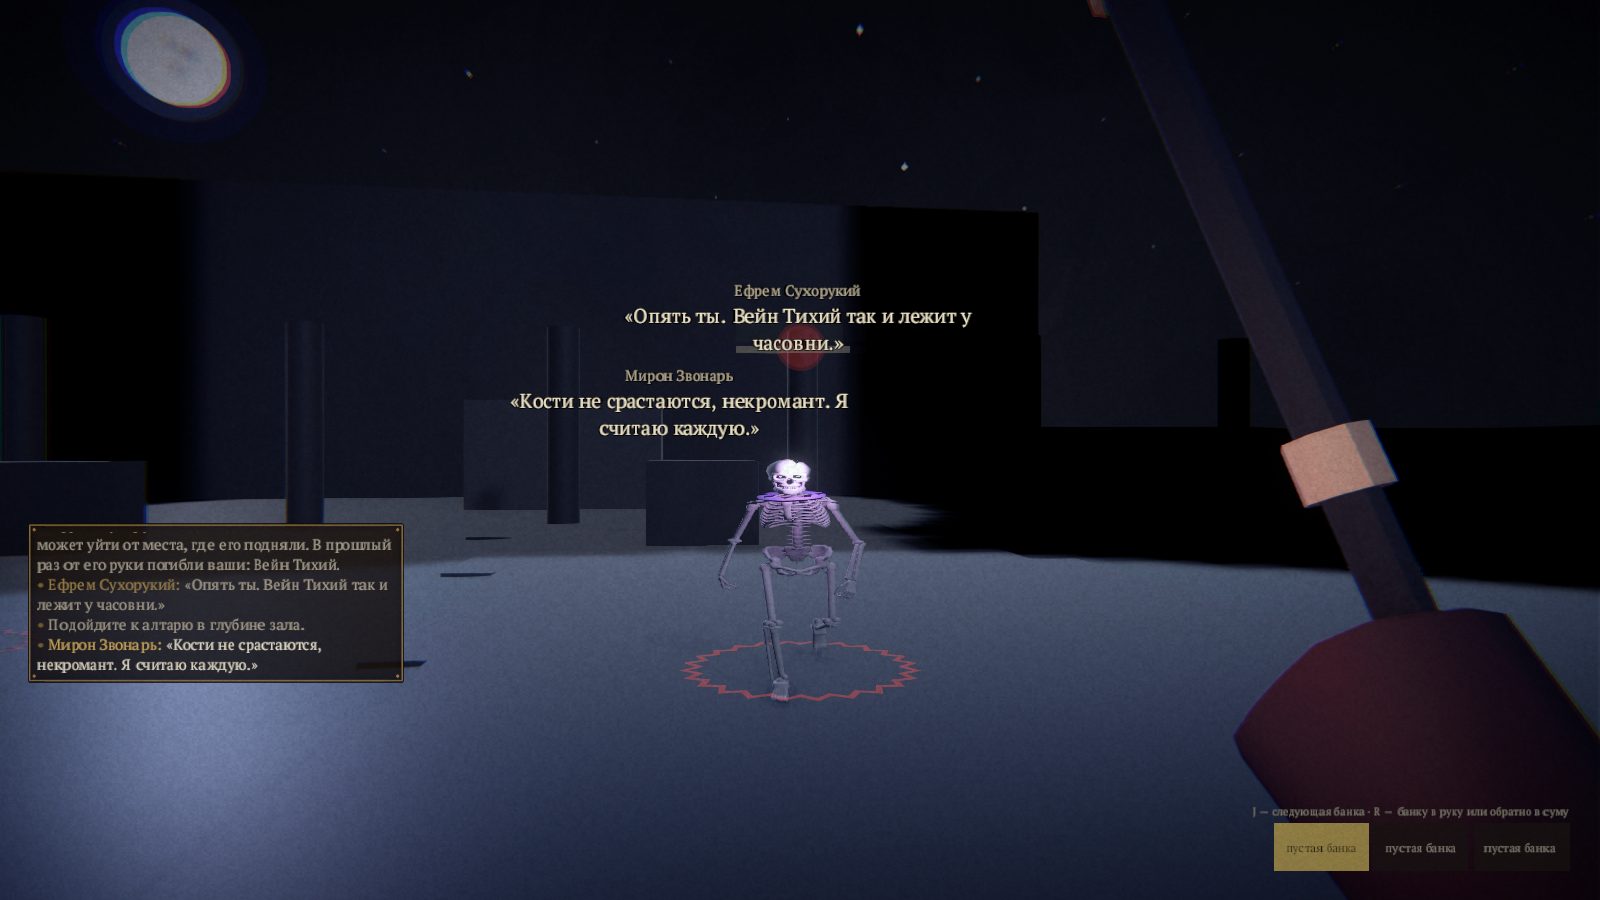 Ефрем Сухорукий
«Опять ты. Вейн Тихий так и лежит у
часовни.»
Мирон Звонарь
«Кости не срастаются, некромант. Я
считаю каждую.»
может уйти от места, где его подняли. В прошлый
раз от его руки погибли ваши: Вейн Тихий.
• Ефрем Сухорукий: «Опять ты. Вейн Тихий так и
лежит у часовни.»
• Подойдите к алтарю в глубине зала.
• Мирон Звонарь: «Кости не срастаются,
некромант. Я считаю каждую.»
J — следующая банка · R — банку в руку или обратно в суму
пустая банка
пустая банка
пустая банка